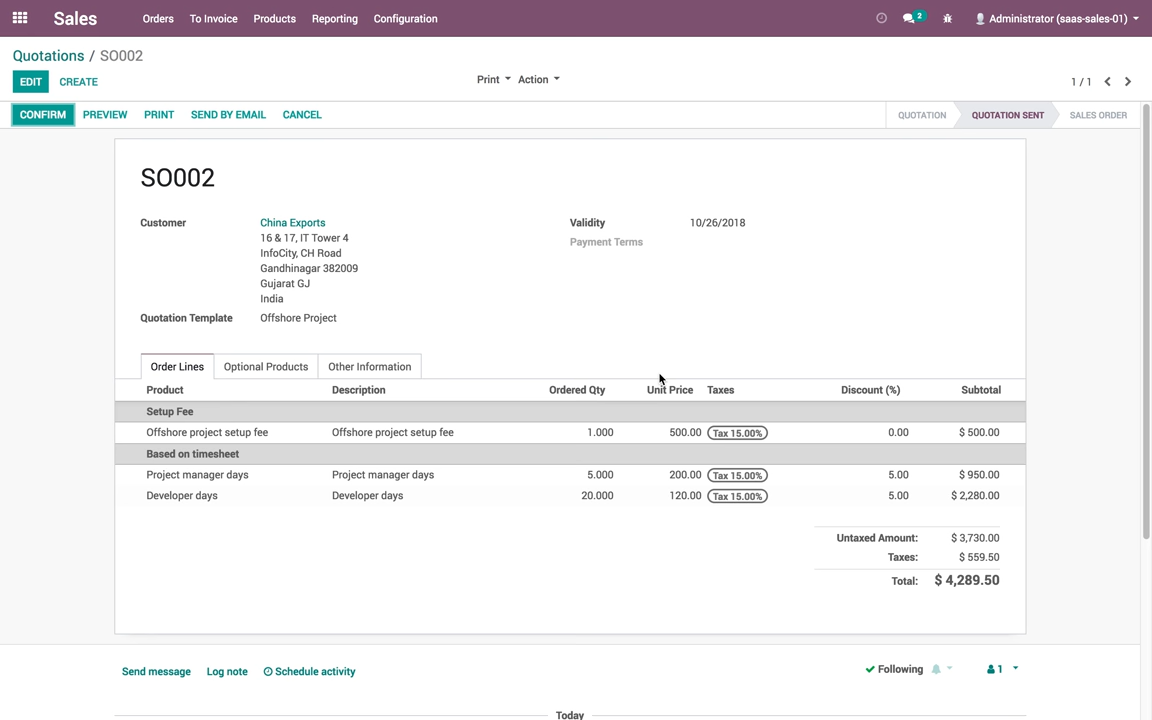 Sales Orders To Invoice Products Reporting Configuration 2 Administrator (saas-sales-01)
Quotations / SO002
EDIT CREATE Print Action 1 / 1
CONFIRM PREVIEW PRINT SEND BY EMAIL CANCEL QUOTATION QUOTATION SENT SALES ORDER
SO002
Customer China Exports Validity 10/26/2018
16 & 17, IT Tower 4 Payment Terms
InfoCity, CH Road
Gandhinagar 382009
Gujarat GJ
India
Quotation Template Offshore Project
Order Lines Optional Products Other Information
Product Description Ordered Qty Unit Price Taxes Discount (%) Subtotal
Setup Fee
Offshore project setup fee Offshore project setup fee 1.000 500.00 Tax 15.00% 0.00 $ 500.00
Based on timesheet
Project manager days Project manager days 5.000 200.00 Tax 15.00% 5.00 $ 950.00
Developer days Developer days 20.000 120.00 Tax 15.00% 5.00 $ 2,280.00
Untaxed Amount: $ 3,730.00
Taxes: $ 559.50
Total: $ 4,289.50
Send message Log note Schedule activity Following 1
Today